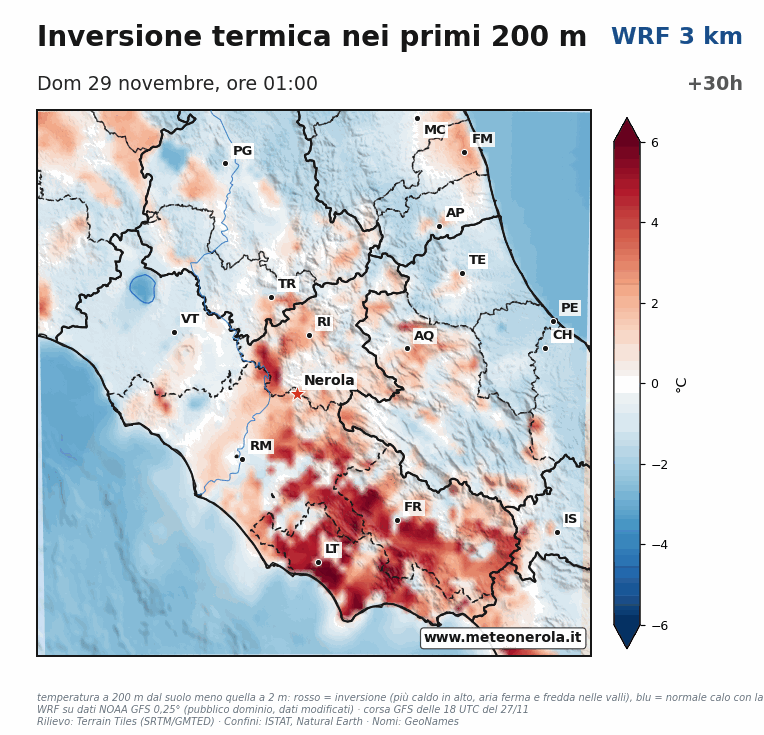 Inversione termica nei primi 200 m WRF 3 km
Dom 29 novembre, ore 01:00 +30h
MC
FM
PG
AP
TE
TR
PE
VT
RI
AQ
CH
Nerola
RM
FR
IS
LT
www.meteonerola.it
6
4
2
0
−2
−4
−6
°C
temperatura a 200 m dal suolo meno quella a 2 m: rosso = inversione (più caldo in alto, aria ferma e fredda nelle valli), blu = normale calo con la
WRF su dati NOAA GFS 0,25° (pubblico dominio, dati modificati) · corsa GFS delle 18 UTC del 27/11
Rilievo: Terrain Tiles (SRTM/GMTED) · Confini: ISTAT, Natural Earth · Nomi: GeoNames